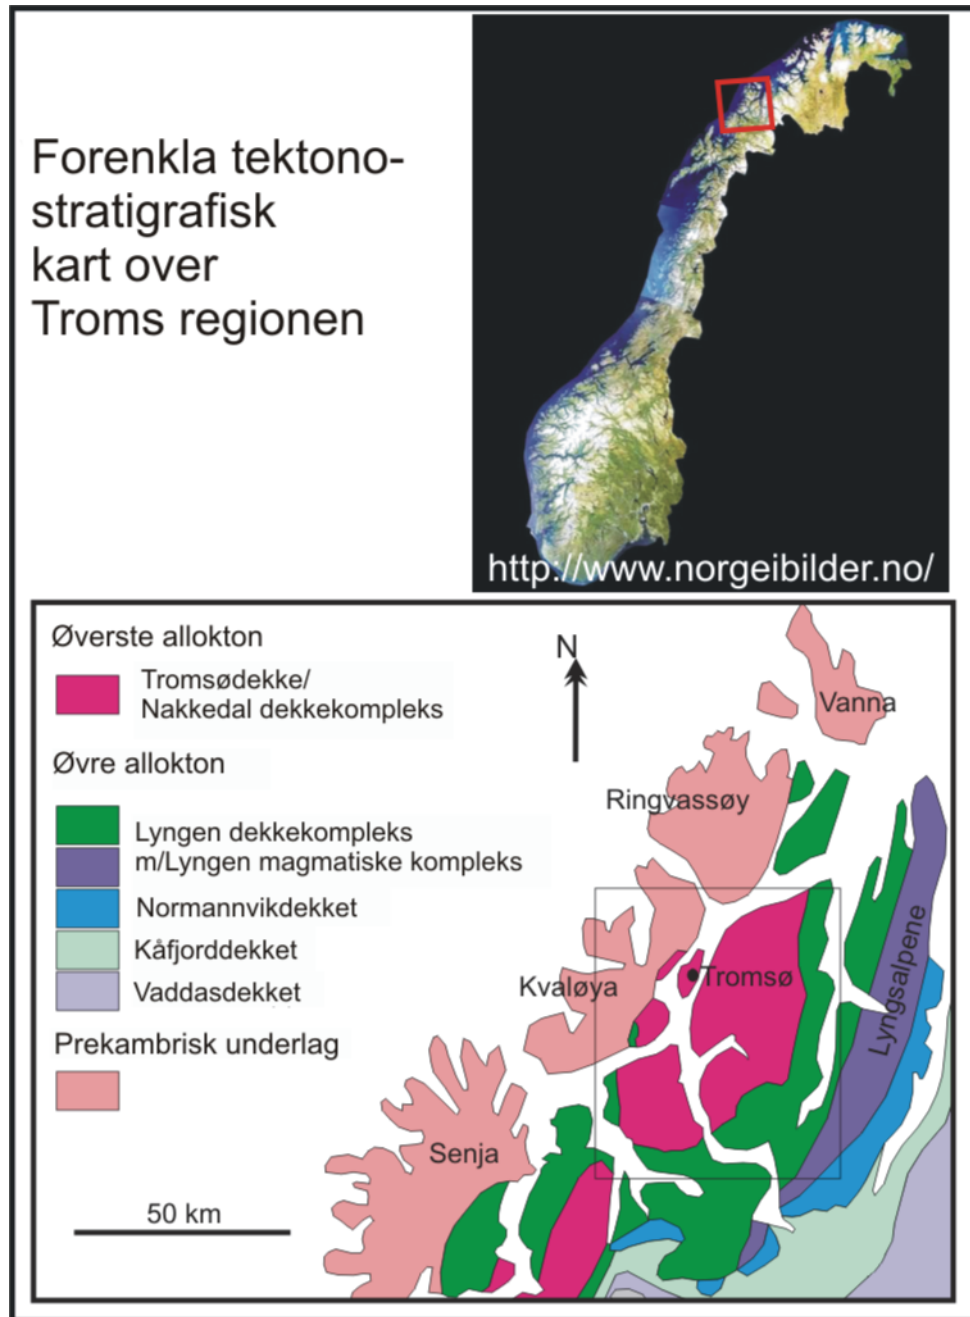 Forenkla tektono-
stratigrafisk
kart over
Troms regionen
http://www.norgeibilder.no/
Øverste allokton
Tromsødekke/
Nakkedal dekkekompleks
Øvre allokton
Lyngen dekkekompleks
m/Lyngen magmatiske kompleks
Normannvikdekket
Kåfjorddekket
Vaddasdekket
Prekambrisk underlag
50 km
N
Vanna
Ringvassøy
Kvaløya
Tromsø
Lyngsalpene
Senja